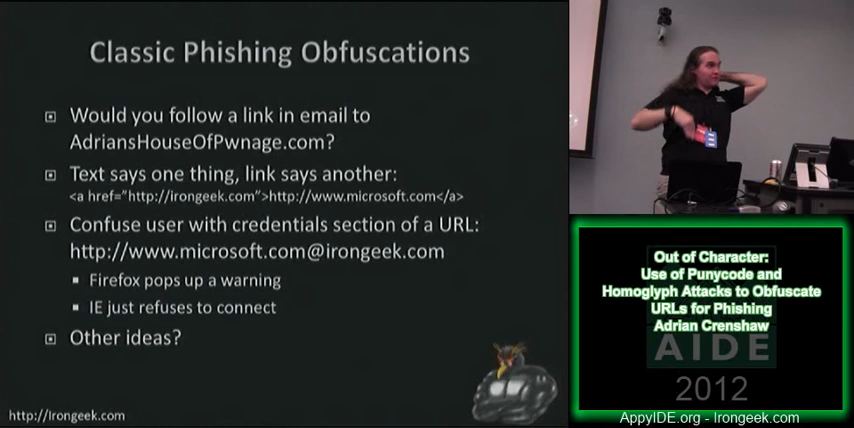 Classic Phishing Obfuscations
Would you follow a link in email to
AdriansHouseOfPwnage.com?
Text says one thing, link says another:
<a href="http://irongeek.com">http://www.microsoft.com</a>
Confuse user with credentials section of a URL:
http://www.microsoft.com@irongeek.com
Firefox pops up a warning
IE just refuses to connect
Other ideas?
http://Irongeek.com
Out of Character:
Use of Punycode and
Homoglyph Attacks to Obfuscate
URLs for Phishing
Adrian Crenshaw
AIDE
2012
AppyIDE.org - Irongeek.com